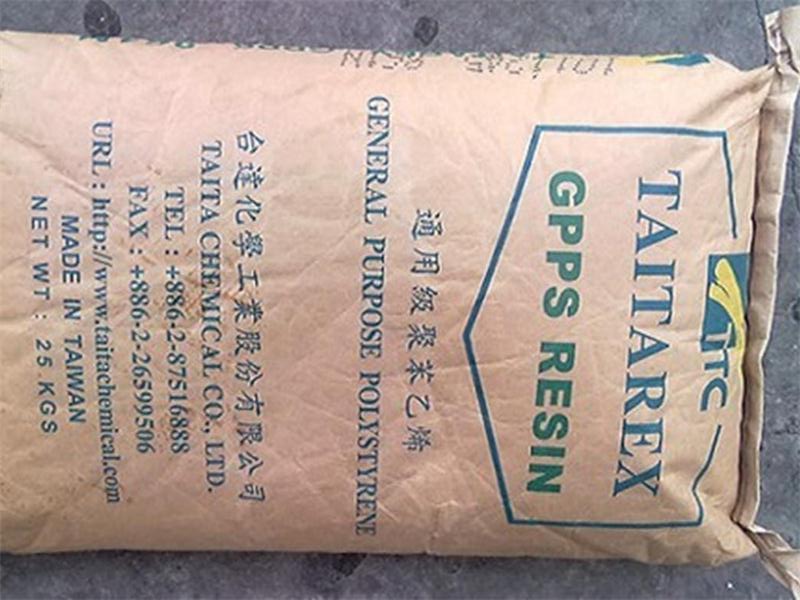 TTC
TAITAREX
GPPS RESIN
通用級聚苯乙烯
GENERAL PURPOSE POLYSTYRENE
台達化學工業股份有限公司
TAITA CHEMICAL CO., LTD.
TEL : +886-2-87516888
FAX : +886-2-26599506
URL : http://www.taitachemical.com
MADE IN TAIWAN
NET WT : 25 KGS